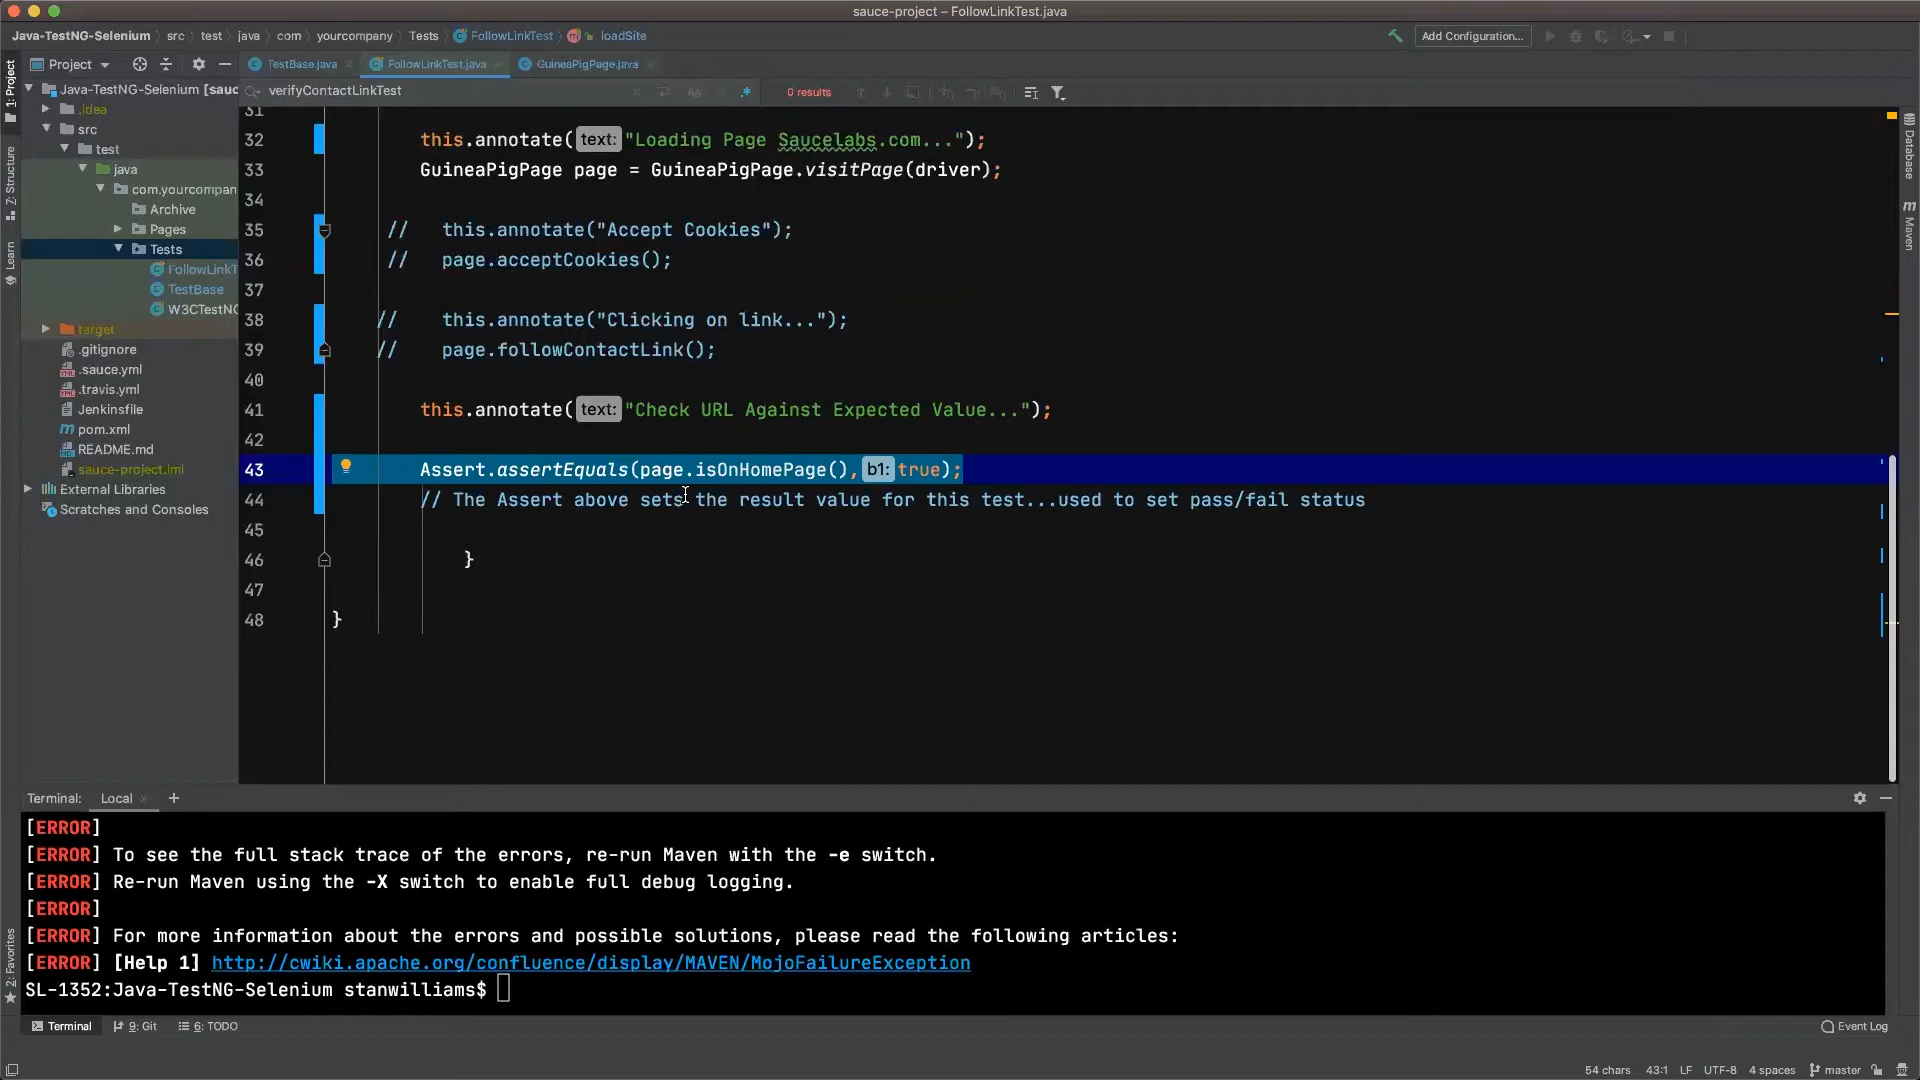 sauce-project – FollowLinkTest.java
Java-TestNG-Selenium › src › test › java › com › yourcompany › Tests › FollowLinkTest › loadSite
Add Configuration...
Project
TestBase.java
FollowLinkTest.java
GuineaPigPage.java
verifyContactLinkTest
0 results
1: Project
Z: Structure
Learn
2: Favorites
Database
Maven
Java-TestNG-Selenium [sauc
.idea
src
test
java
com.yourcompan
Archive
Pages
Tests
FollowLinkT
TestBase
W3CTestNG
target
.gitignore
.sauce.yml
.travis.yml
Jenkinsfile
pom.xml
README.md
sauce-project.iml
External Libraries
Scratches and Consoles
31
32 this.annotate( text: "Loading Page Saucelabs.com...");
33 GuineaPigPage page = GuineaPigPage.visitPage(driver);
34
35 // this.annotate("Accept Cookies");
36 // page.acceptCookies();
37
38 // this.annotate("Clicking on link...");
39 // page.followContactLink();
40
41 this.annotate( text: "Check URL Against Expected Value...");
42
43 Assert.assertEquals(page.isOnHomePage(), b1: true);
44 // The Assert above sets the result value for this test...used to set pass/fail status
45
46 }
47
48 }
Terminal: Local
[ERROR]
[ERROR] To see the full stack trace of the errors, re-run Maven with the -e switch.
[ERROR] Re-run Maven using the -X switch to enable full debug logging.
[ERROR]
[ERROR] For more information about the errors and possible solutions, please read the following articles:
[ERROR] [Help 1] http://cwiki.apache.org/confluence/display/MAVEN/MojoFailureException
SL-1352:Java-TestNG-Selenium stanwilliams$
Terminal 9: Git 6: TODO
Event Log
54 chars 43:1 LF UTF-8 4 spaces master